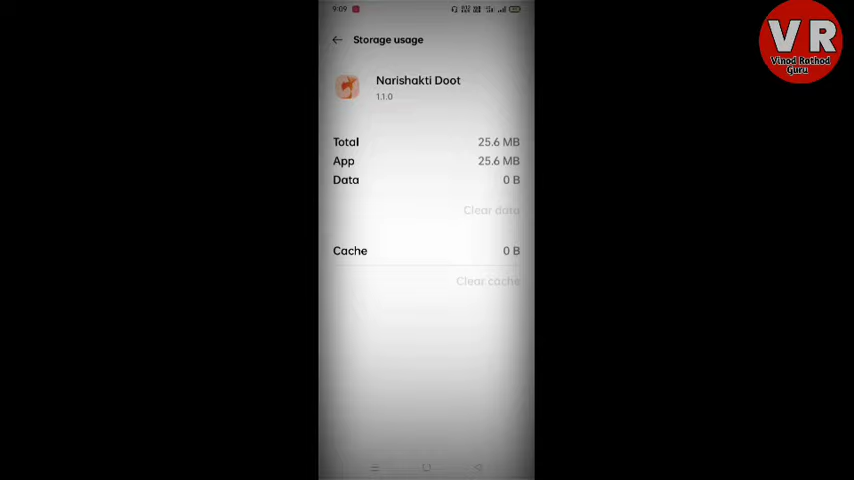 9:09
Storage usage
Narishakti Doot
1.1.0
Total 25.6 MB
App 25.6 MB
Data 0 B
Clear data
Cache 0 B
Clear cache
VR
Vinod Rathod
Guru